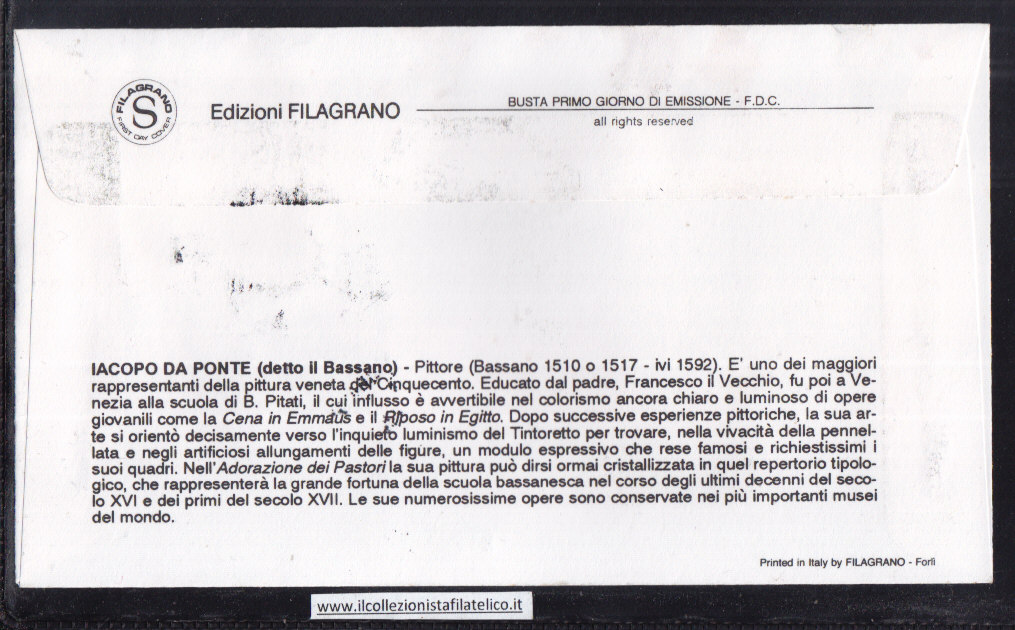 FILAGRANO
S
FIRST DAY COVER
Edizioni FILAGRANO
BUSTA PRIMO GIORNO DI EMISSIONE - F.D.C.
all rights reserved
IACOPO DA PONTE (detto il Bassano) - Pittore (Bassano 1510 o 1517 - ivi 1592). E' uno dei maggiori
rappresentanti della pittura veneta del Cinquecento. Educato dal padre, Francesco il Vecchio, fu poi a Ve-
nezia alla scuola di B. Pitati, il cui influsso è avvertibile nel colorismo ancora chiaro e luminoso di opere
giovanili come la Cena in Emmaus e il Riposo in Egitto. Dopo successive esperienze pittoriche, la sua ar-
te si orientò decisamente verso l'inquieto luminismo del Tintoretto per trovare, nella vivacità della pennel-
lata e negli artificiosi allungamenti delle figure, un modulo espressivo che rese famosi e richiestissimi i
suoi quadri. Nell'Adorazione dei Pastori la sua pittura può dirsi ormai cristallizzata in quel repertorio tipolo-
gico, che rappresenterà la grande fortuna della scuola bassanesca nel corso degli ultimi decenni del seco-
lo XVI e dei primi del secolo XVII. Le sue numerosissime opere sono conservate nei più importanti musei
del mondo.
Printed in Italy by FILAGRANO - Forlì
www.ilcollezionistafilatelico.it